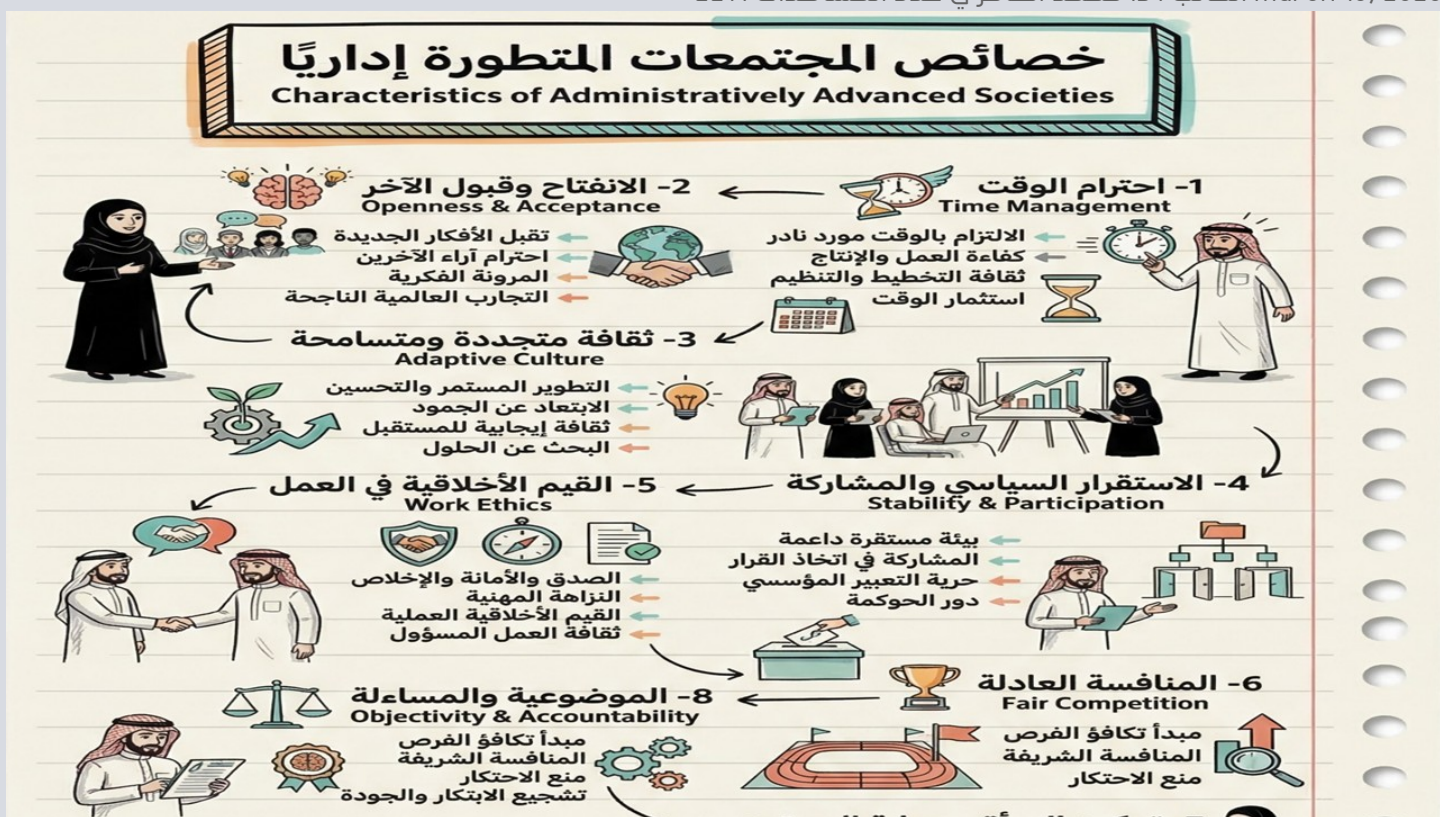 March
خصائص المجتمعات المتطورة إداريًا
Characteristics of Administratively Advanced Societies
1- احترام الوقت
Time Management
الالتزام بالوقت مورد نادر
كفاءة العمل والإنتاج
ثقافة التخطيط والتنظيم
استثمار الوقت
2- الانفتاح وقبول الآخر
Openness & Acceptance
تقبل الأفكار الجديدة
احترام آراء الآخرين
المرونة الفكرية
التجارب العالمية الناجحة
3- ثقافة متجددة ومتسامحة
Adaptive Culture
التطوير المستمر والتحسين
الابتعاد عن الجمود
ثقافة إيجابية للمستقبل
البحث عن الحلول
4- الاستقرار السياسي والمشاركة
Stability & Participation
بيئة مستقرة داعمة
المشاركة في اتخاذ القرار
حرية التعبير المؤسسي
دور الحوكمة
5- القيم الأخلاقية في العمل
Work Ethics
الصدق والأمانة والإخلاص
النزاهة المهنية
القيم الأخلاقية العملية
ثقافة العمل المسؤول
6- المنافسة العادلة
Fair Competition
مبدأ تكافؤ الفرص
المنافسة الشريفة
منع الاحتكار
8- الموضوعية والمساءلة
Objectivity & Accountability
مبدأ تكافؤ الفرص
المنافسة الشريفة
منع الاحتكار
تشجيع الابتكار والجودة